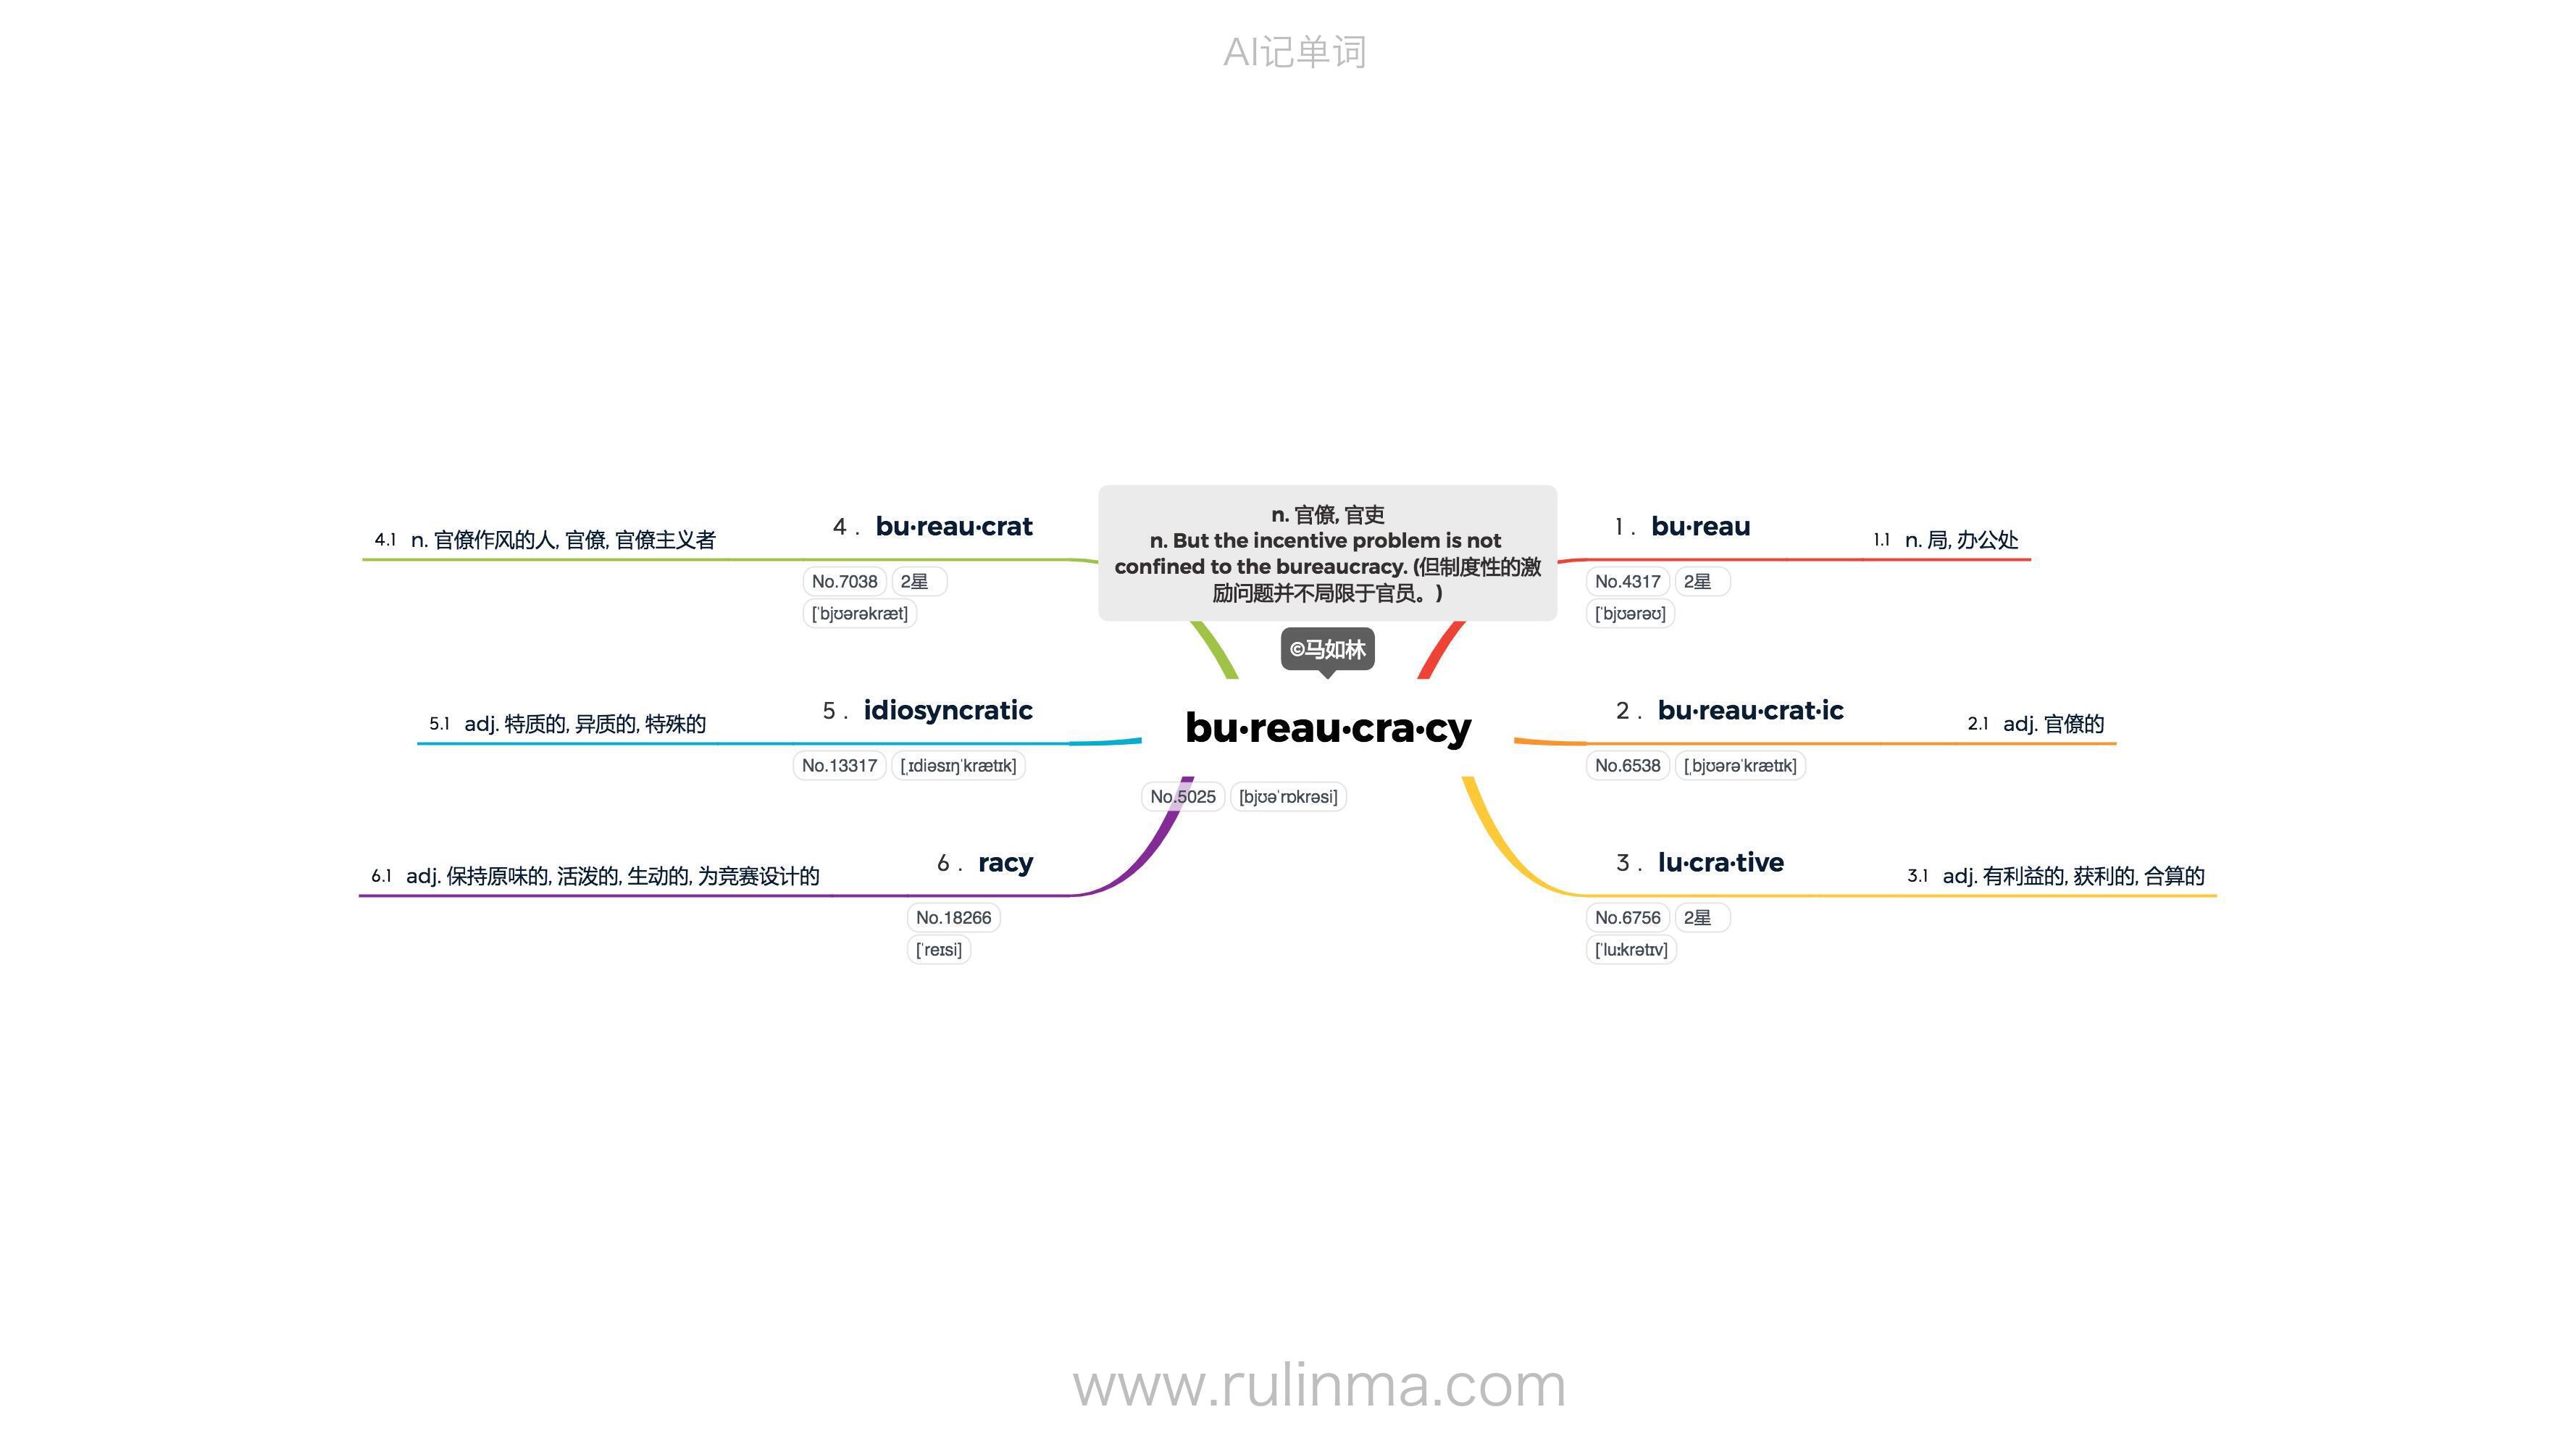 AI记单词
n. 官僚, 官吏
n. But the incentive problem is not
confined to the bureaucracy. (但制度性的激
励问题并不局限于官员。)
©马如林
bu·reau·cra·cy
No.5025 [bjʊəˈrɒkrəsi]
1 . bu·reau
1.1 n. 局, 办公处
No.4317 2星
[ˈbjʊərəʊ]
2 . bu·reau·crat·ic
2.1 adj. 官僚的
No.6538 [ˌbjʊərəˈkrætɪk]
3 . lu·cra·tive
3.1 adj. 有利益的, 获利的, 合算的
No.6756 2星
[ˈluːkrətɪv]
4 . bu·reau·crat
4.1 n. 官僚作风的人, 官僚, 官僚主义者
No.7038 2星
[ˈbjʊərəkræt]
5 . idiosyncratic
5.1 adj. 特质的, 异质的, 特殊的
No.13317 [ˌɪdiəsɪŋˈkrætɪk]
6 . racy
6.1 adj. 保持原味的, 活泼的, 生动的, 为竞赛设计的
No.18266
[ˈreɪsi]
www.rulinma.com